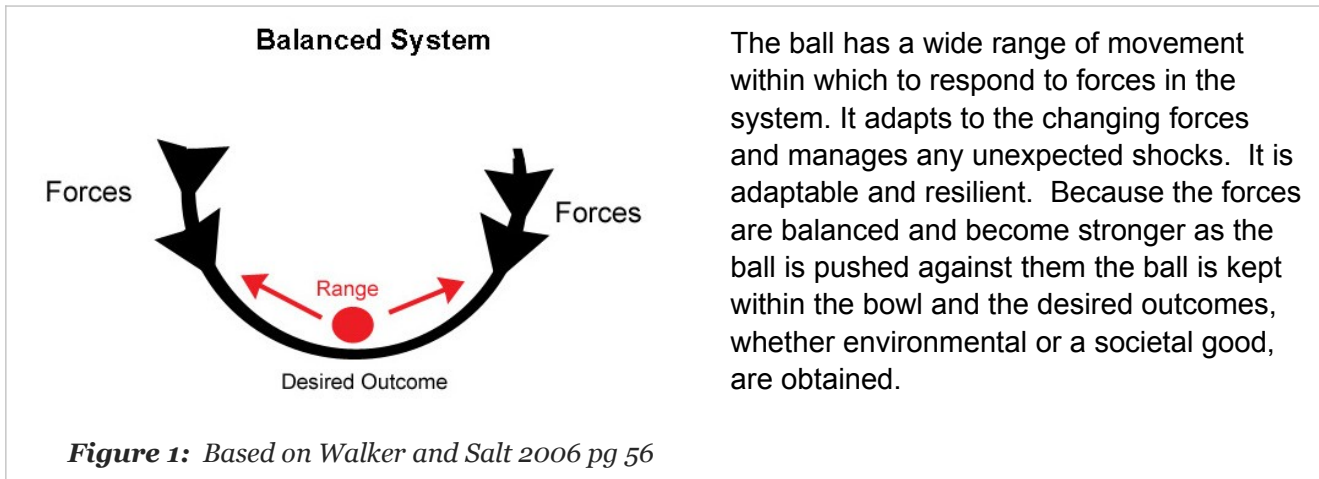 Balanced System
Forces
Forces
Range
Desired Outcome
Figure 1: Based on Walker and Salt 2006 pg 56
The ball has a wide range of movement
within which to respond to forces in the
system. It adapts to the changing forces
and manages any unexpected shocks.  It is
adaptable and resilient.  Because the forces
are balanced and become stronger as the
ball is pushed against them the ball is kept
within the bowl and the desired outcomes,
whether environmental or a societal good,
are obtained.